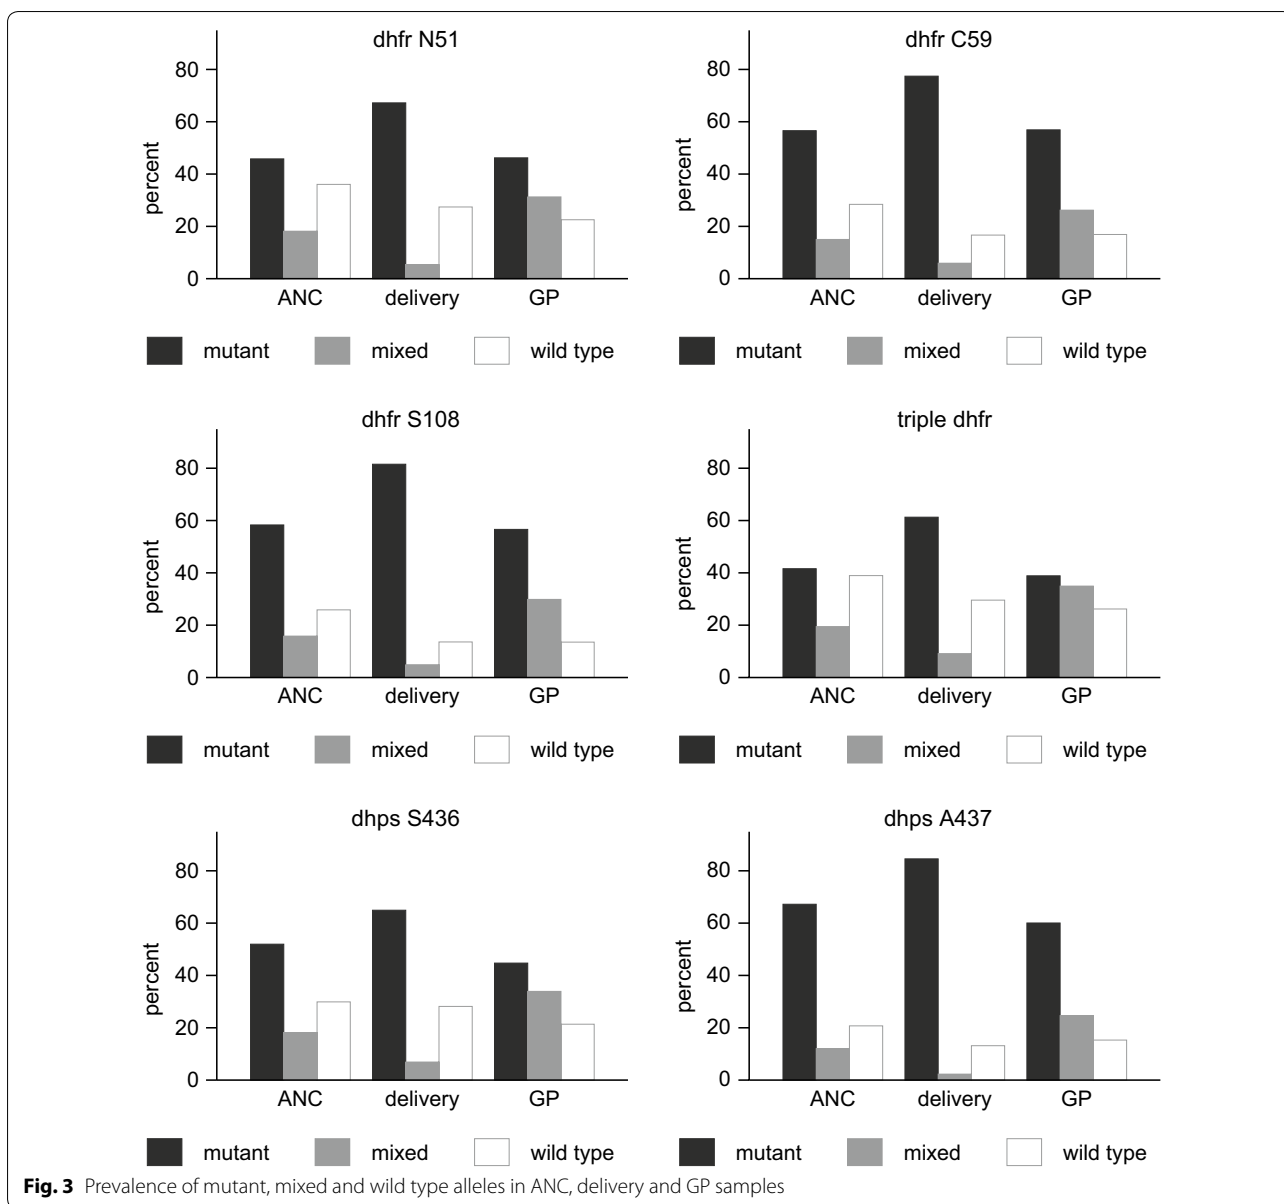 dhfr N51
80
60
40
20
0
percent
ANC delivery GP
mutant mixed wild type
dhfr C59
80
60
40
20
0
percent
ANC delivery GP
mutant mixed wild type
dhfr S108
80
60
40
20
0
percent
ANC delivery GP
mutant mixed wild type
triple dhfr
80
60
40
20
0
percent
ANC delivery GP
mutant mixed wild type
dhps S436
80
60
40
20
0
percent
ANC delivery GP
mutant mixed wild type
dhps A437
80
60
40
20
0
percent
ANC delivery GP
mutant mixed wild type
Fig. 3 Prevalence of mutant, mixed and wild type alleles in ANC, delivery and GP samples